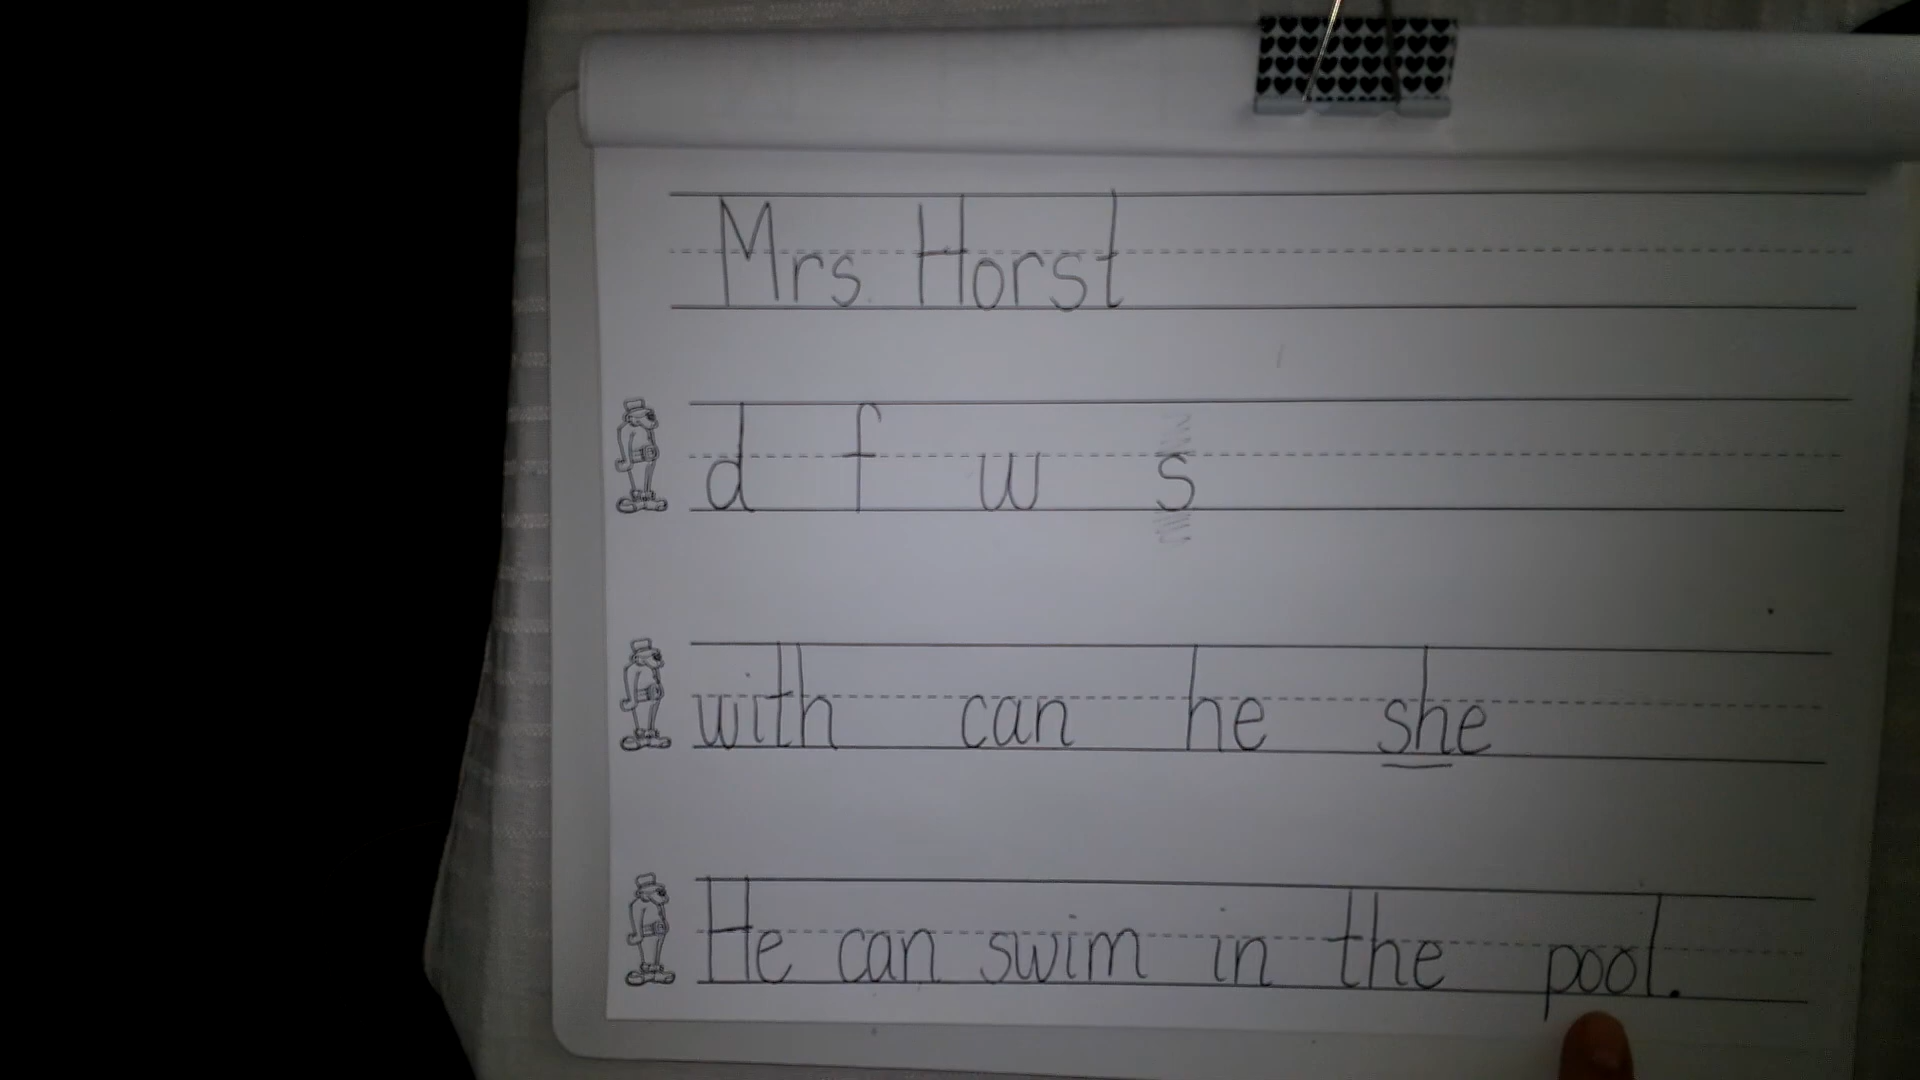 Mrs. Horst
d f w s
with can he she
He can swim in the pool.